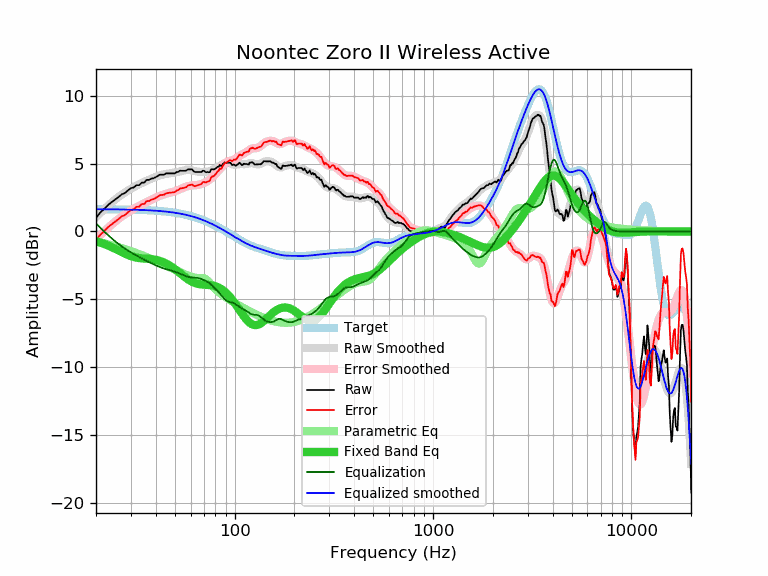 Noontec Zoro II Wireless Active
Amplitude (dBr)
10
5
0
−5
−10
−15
−20
Target
Raw Smoothed
Error Smoothed
Raw
Error
Parametric Eq
Fixed Band Eq
Equalization
Equalized smoothed
100
1000
10000
Frequency (Hz)